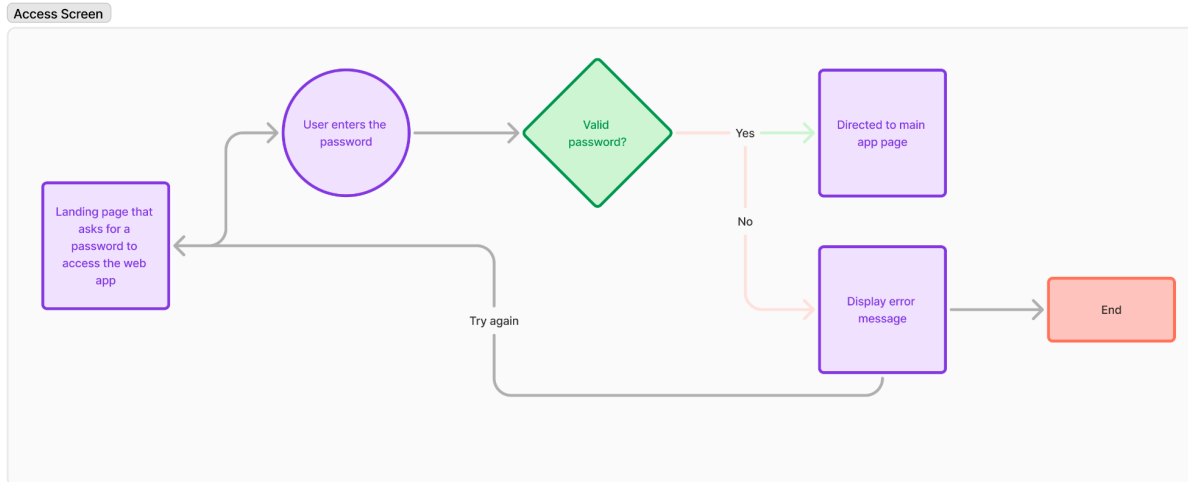 Access Screen
User enters the
password
Valid
password?
Yes
Directed to main
app page
Landing page that
asks for a
password to
access the web
app
No
Display error
message
End
Try again